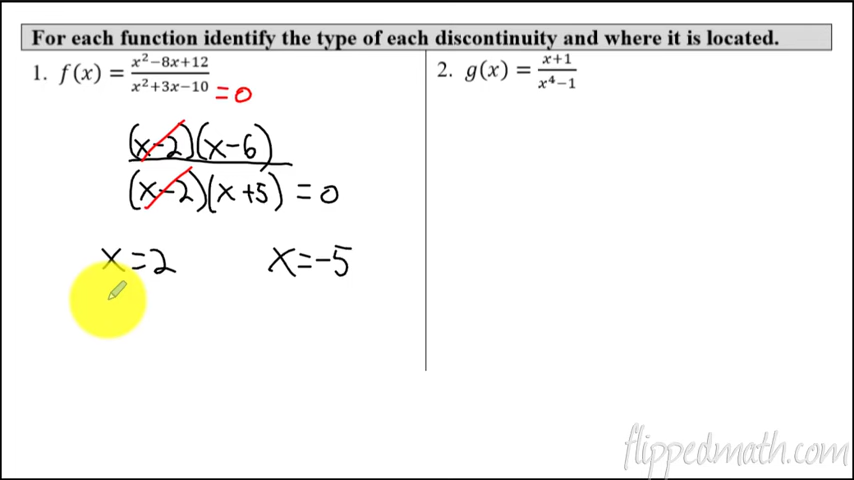 For each function identify the type of each discontinuity and where it is located.
1. f(x) = (x²−8x+12)/(x²+3x−10) = 0
(x−2)(x−6)
(x−2)(x+5) = 0
x=2 x=−5
2. g(x) = (x+1)/(x⁴−1)
flippedmath.com